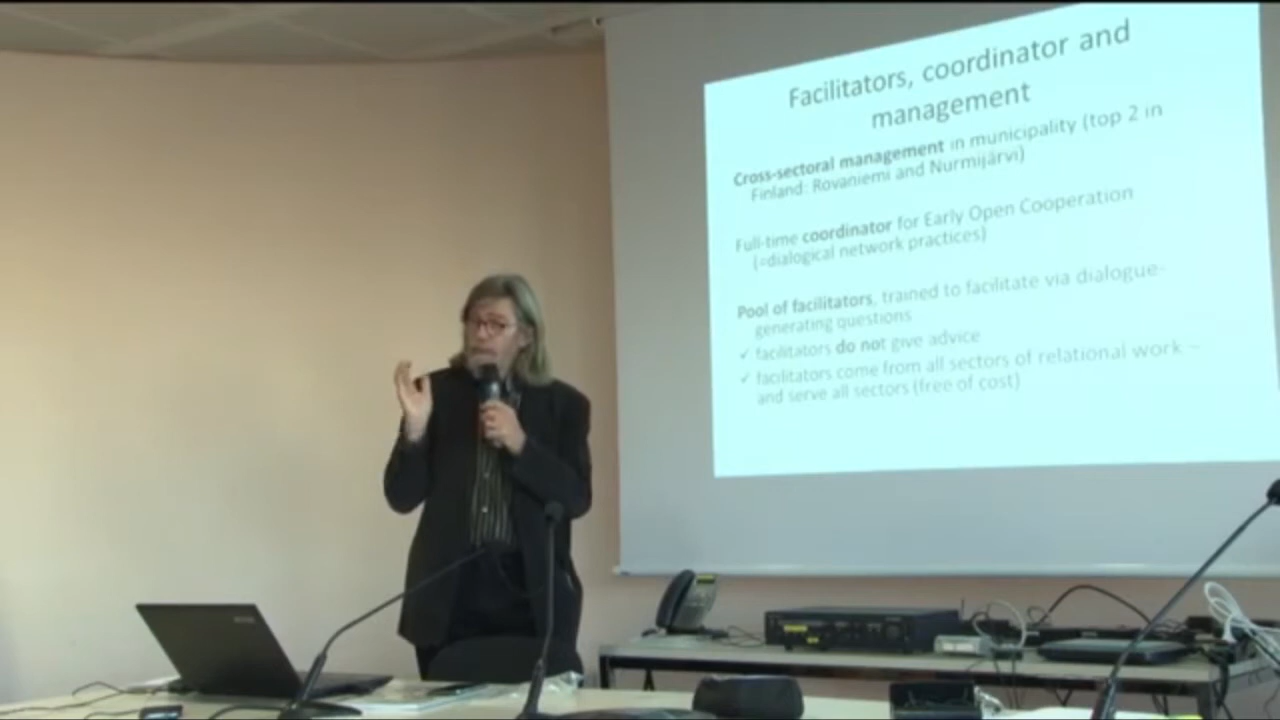 Facilitators, coordinator and
management
Cross-sectoral management in municipality (top 2 in
Finland: Rovaniemi and Nurmijärvi)
Full-time coordinator for Early Open Cooperation
(=dialogical network practices)
Pool of facilitators, trained to facilitate via dialogue-
generating questions
✓ facilitators do not give advice
✓ facilitators come from all sectors of relational work –
and serve all sectors (free of cost)